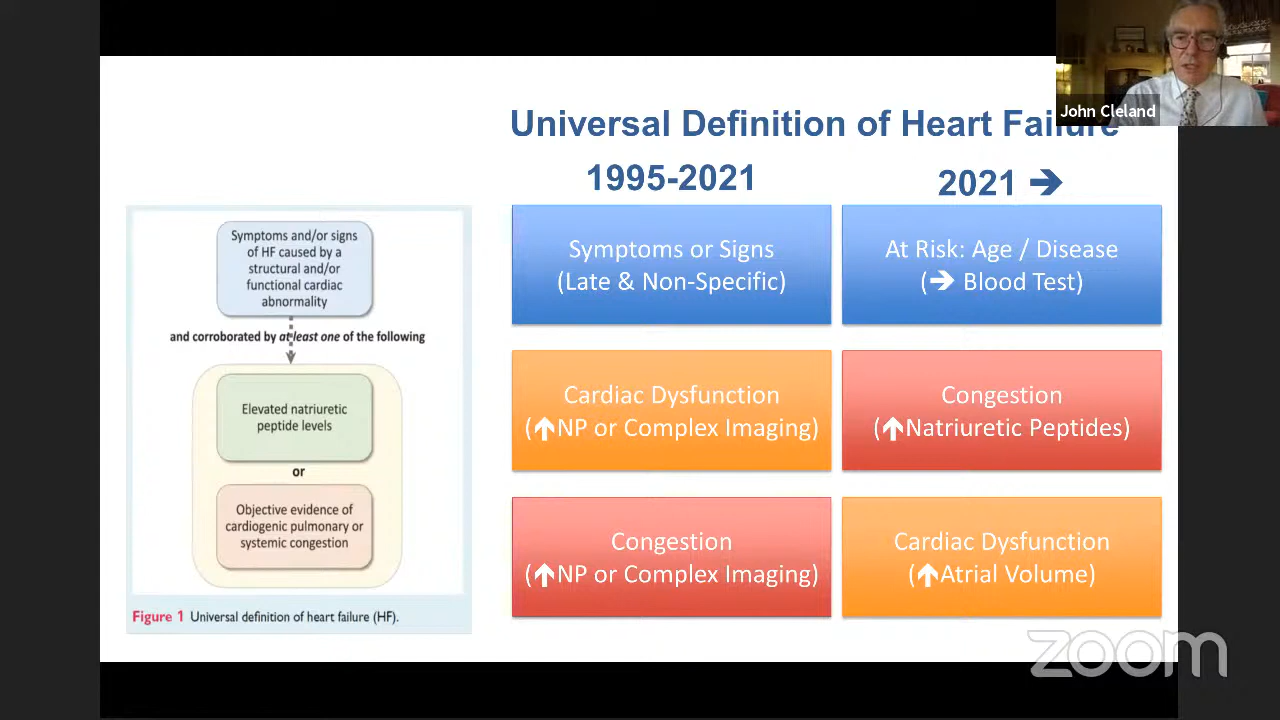 John Cleland
Universal Definition of Heart Failure
1995-2021
2021 ➔
Symptoms and/or signs
of HF caused by a
structural and/or
functional cardiac
abnormality
and corroborated by at least one of the following
Elevated natriuretic
peptide levels
or
Objective evidence of
cardiogenic pulmonary or
systemic congestion
Figure 1 Universal definition of heart failure (HF).
Symptoms or Signs
(Late & Non-Specific)
At Risk: Age / Disease
(➔ Blood Test)
Cardiac Dysfunction
(⬆NP or Complex Imaging)
Congestion
(⬆Natriuretic Peptides)
Congestion
(⬆NP or Complex Imaging)
Cardiac Dysfunction
(⬆Atrial Volume)
zoom